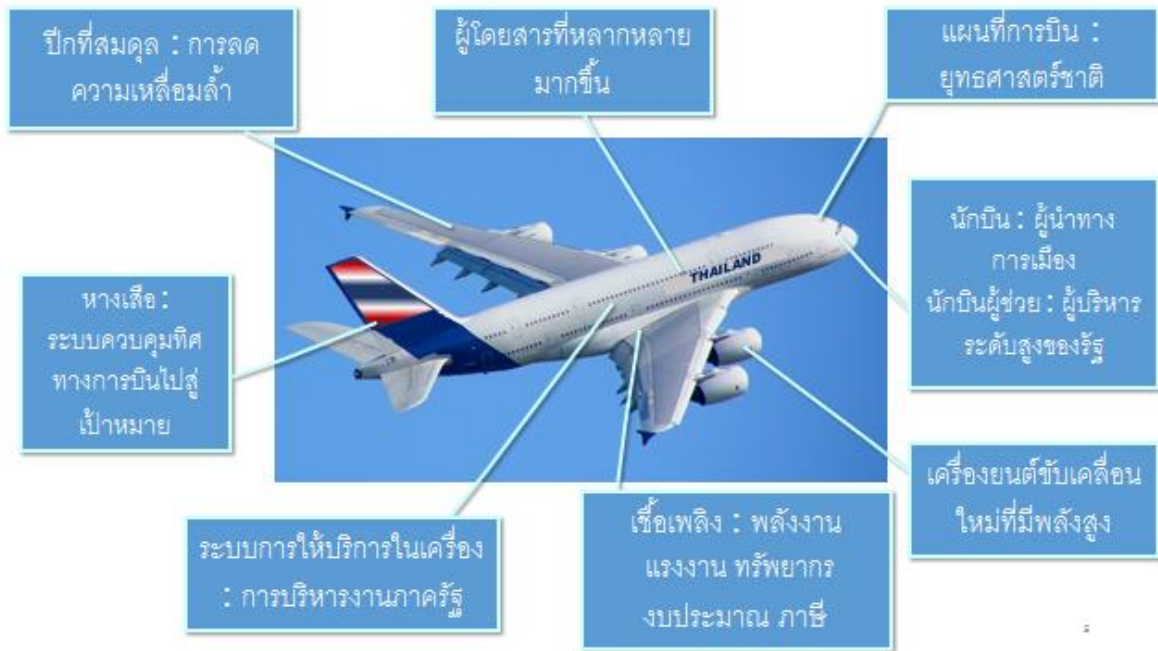 ปีกที่สมดุล : การลด
ความเหลื่อมล้ำ
ผู้โดยสารที่หลากหลาย
มากขึ้น
แผนที่การบิน :
ยุทธศาสตร์ชาติ
นักบิน : ผู้นำทาง
การเมือง
นักบินผู้ช่วย : ผู้บริหาร
ระดับสูงของรัฐ
THAILAND
หางเสือ :
ระบบควบคุมทิศ
ทางการบินไปสู่
เป้าหมาย
เครื่องยนต์ขับเคลื่อน
ใหม่ที่มีพลังสูง
ระบบการให้บริการในเครื่อง
: การบริหารงานภาครัฐ
เชื้อเพลิง : พลังงาน
แรงงาน ทรัพยากร
งบประมาณ ภาษี